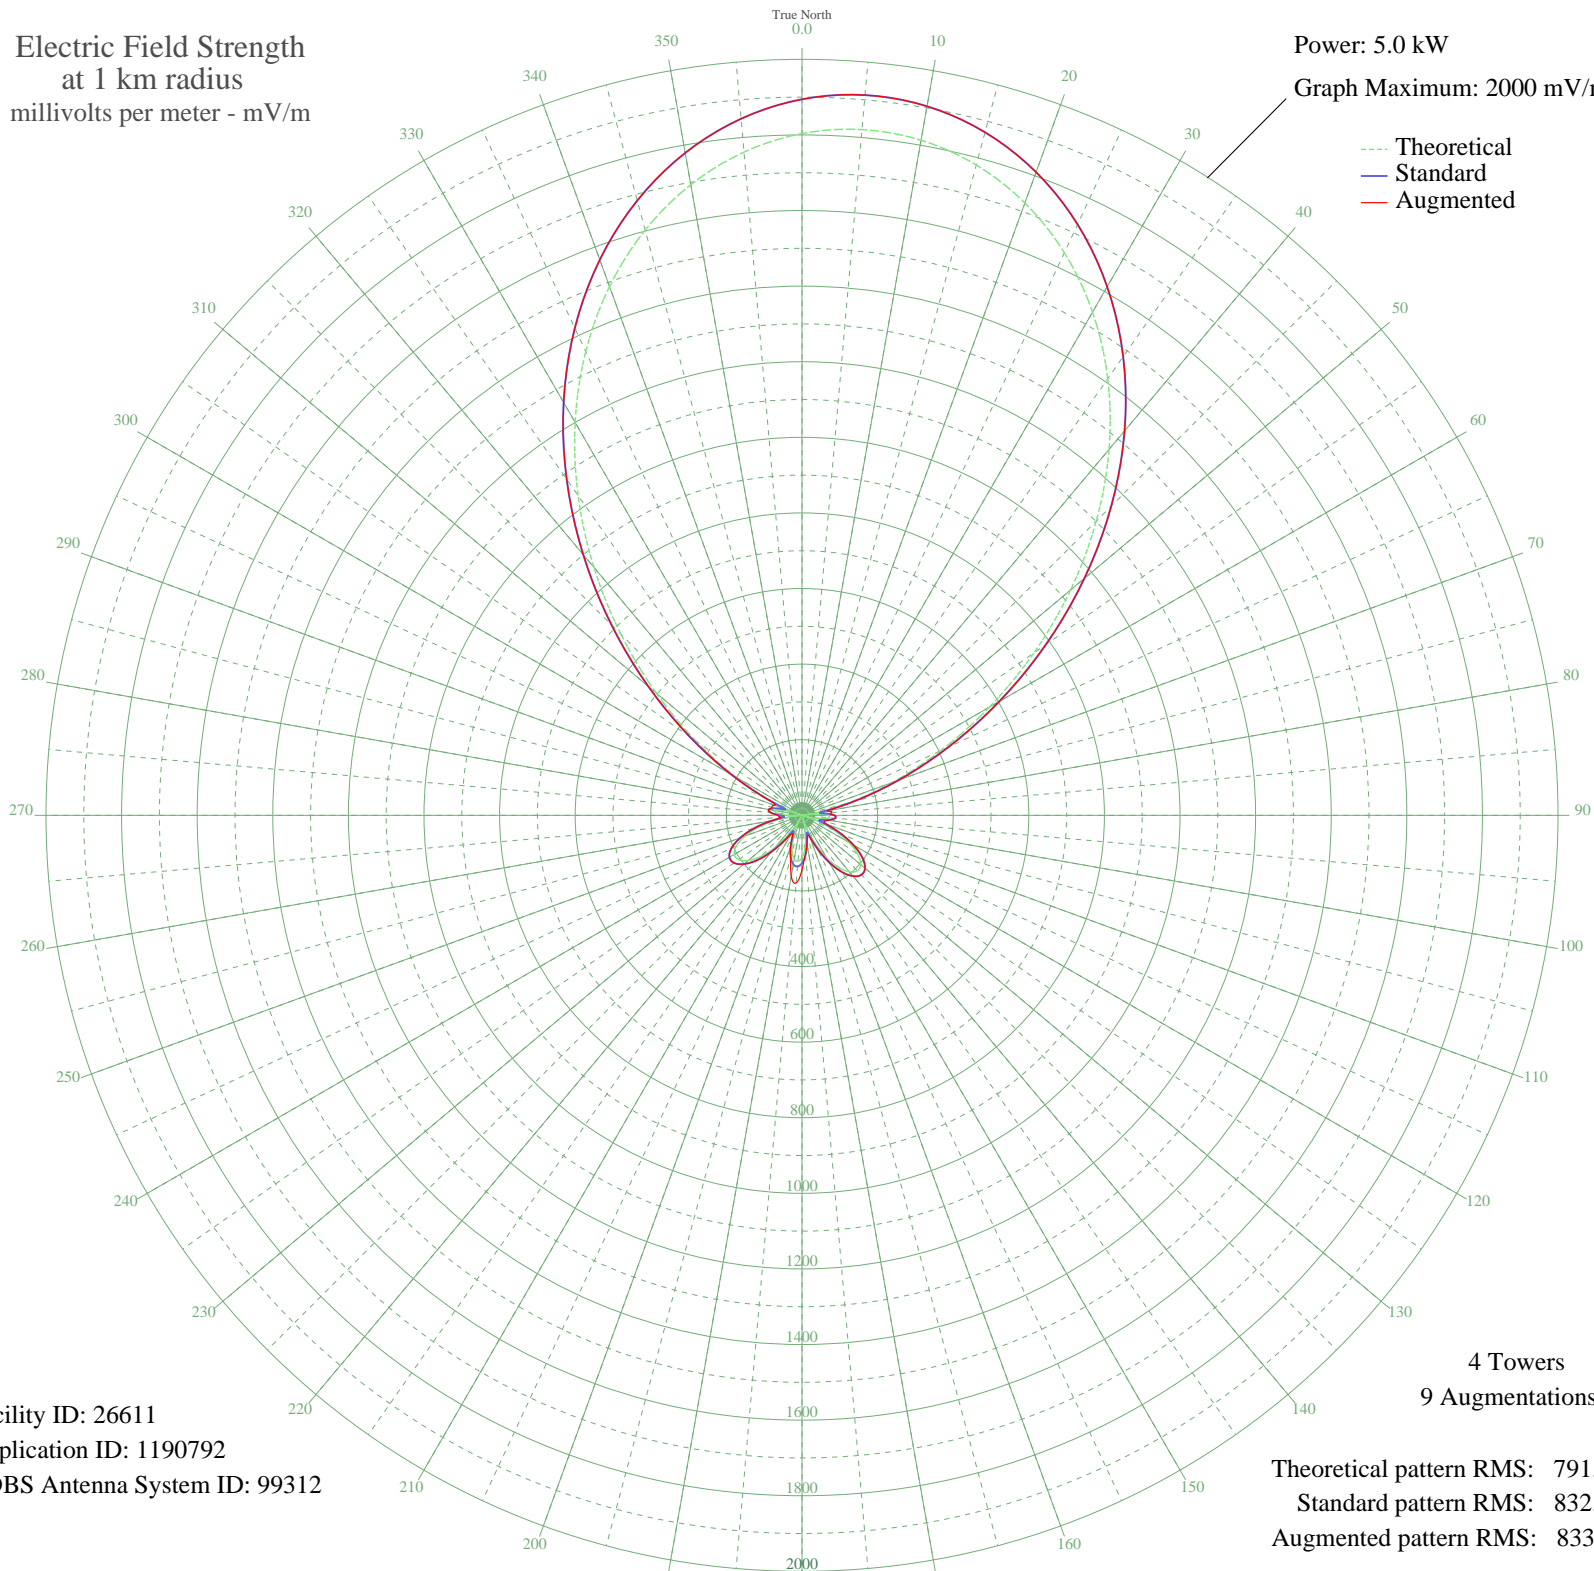 True North
Electric Field Strength
at 1 km radius
millivolts per meter - mV/m
Power: 5.0 kW
Graph Maximum: 2000 mV/
Theoretical
Standard
Augmented
0.0
10
20
30
40
50
60
70
80
90
100
110
120
130
140
150
160
200
210
220
230
240
250
260
270
280
290
300
310
320
330
340
350
400
600
800
1000
1200
1400
1600
1800
2000
cility ID: 26611
plication ID: 1190792
DBS Antenna System ID: 99312
4 Towers
9 Augmentations
Theoretical pattern RMS: 791
Standard pattern RMS: 832
Augmented pattern RMS: 833